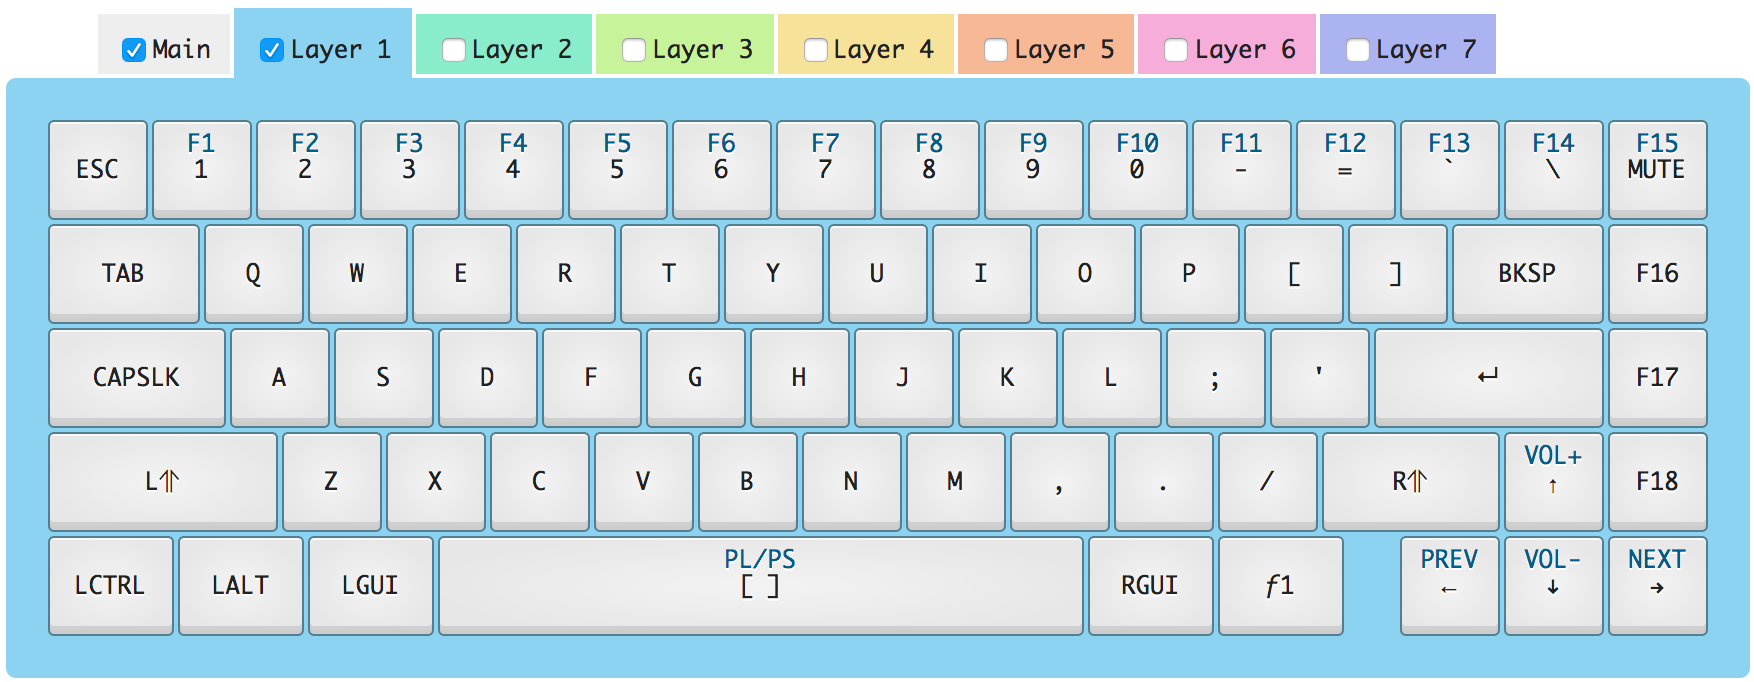 Main Layer 1 Layer 2 Layer 3 Layer 4 Layer 5 Layer 6 Layer 7
F1 F2 F3 F4 F5 F6 F7 F8 F9 F10 F11 F12 F13 F14 F15
ESC 1 2 3 4 5 6 7 8 9 0 - = ` \ MUTE
TAB Q W E R T Y U I O P [ ] BKSP F16
CAPSLK A S D F G H J K L ; ' ↵ F17
VOL+
L⇑ Z X C V B N M , . / R⇑ ↑ F18
PL/PS PREV VOL- NEXT
LCTRL LALT LGUI [ ] RGUI ƒ1 ← ↓ →